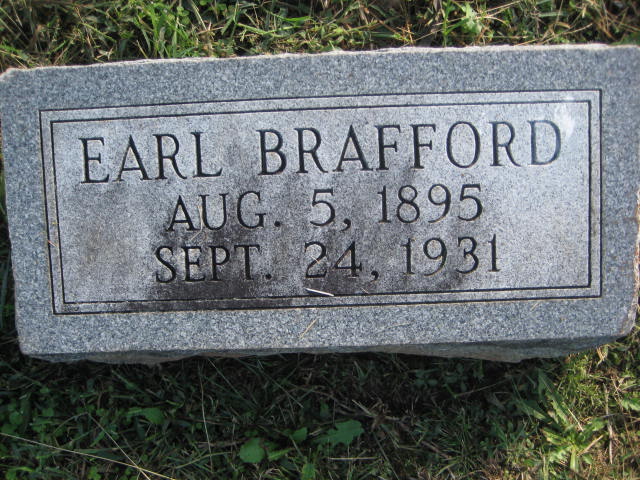 EARL BRAFFORD
AUG. 5, 1895
SEPT. 24, 1931